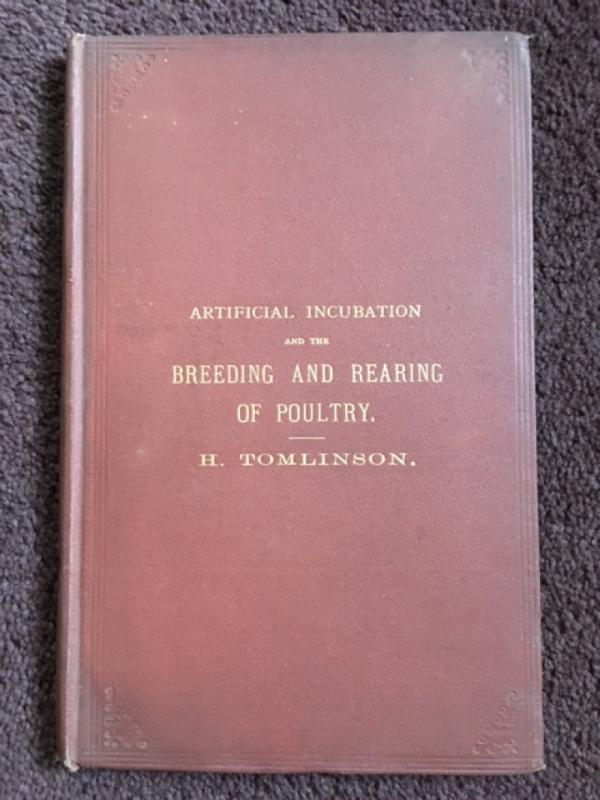 ARTIFICIAL INCUBATION
AND THE
BREEDING AND REARING
OF POULTRY.
H. TOMLINSON.